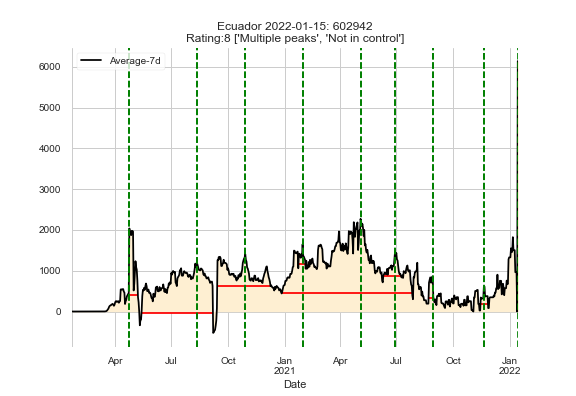 Ecuador 2022-01-15: 602942
Rating:8 ['Multiple peaks', 'Not in control']
Average-7d
6000
5000
4000
3000
2000
1000
0
Apr Jul Oct Jan Apr Jul Oct Jan
2021 2022
Date